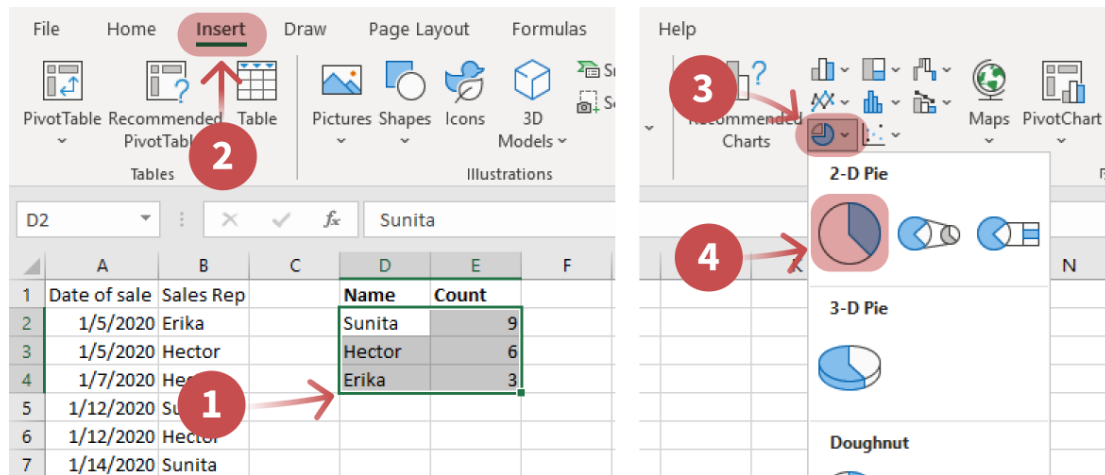 File Home Insert Draw Page Layout Formulas
PivotTable Recommended Table Pictures Shapes Icons 3D
Models
Tables Illustrations
2
D2 fx Sunita
A B C D E F
1 Date of sale Sales Rep Name Count
2 1/5/2020 Erika Sunita 9
3 1/5/2020 Hector Hector 6
4 1/7/2020 Erika 3
5 1/12/2020
6 1/12/2020 Hector
7 1/14/2020 Sunita
1
Help
3
Recommended Maps PivotChart
Charts
2-D Pie
4
N
3-D Pie
Doughnut